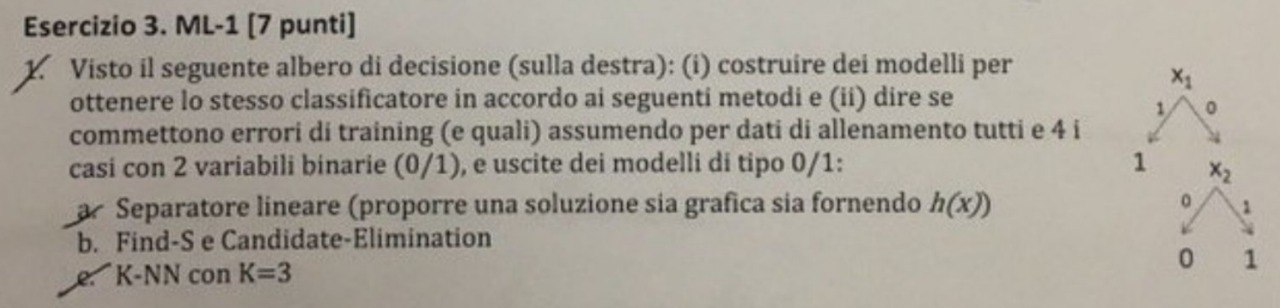 Esercizio 3. ML-1 [7 punti]
1. Visto il seguente albero di decisione (sulla destra): (i) costruire dei modelli per
ottenere lo stesso classificatore in accordo ai seguenti metodi e (ii) dire se
commettono errori di training (e quali) assumendo per dati di allenamento tutti e 4 i
casi con 2 variabili binarie (0/1), e uscite dei modelli di tipo 0/1:
a. Separatore lineare (proporre una soluzione sia grafica sia fornendo h(x))
b. Find-S e Candidate-Elimination
c. K-NN con K=3
x₁
1 0
1 x₂
0 1
0 1